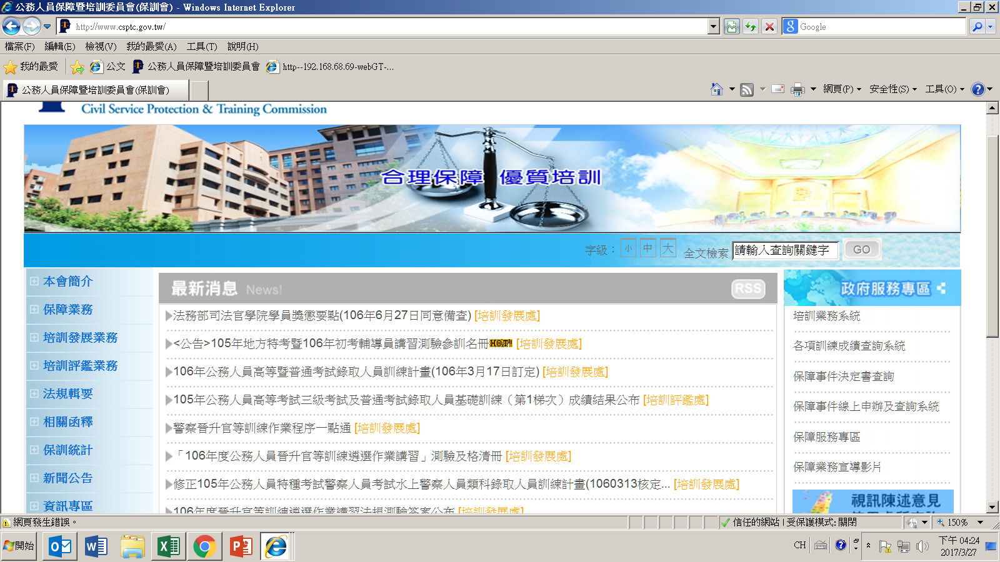 公務人員保障暨培訓委員會(保訓會) - Windows Internet Explorer
http://www.csptc.gov.tw/
Google
檔案(F) 編輯(E) 檢視(V) 我的最愛(A) 工具(T) 說明(H)
我的最愛 公文 公務人員保障暨培訓委員會 http--192.168.68.69-webGT-...
公務人員保障暨培訓委員會(保訓會)
網頁(P) 安全性(S) 工具(O)
Civil Service Protection & Training Commission
合理保障 優質培訓
字級： 小 中 大 全文檢索 請輸入查詢關鍵字 GO
本會簡介
保障業務
培訓發展業務
培訓評鑑業務
法規輯要
相關函釋
保訓統計
新聞公告
資訊專區
最新消息 News! RSS
法務部司法官學院學員獎懲要點(106年6月27日同意備查) [培訓發展處]
<公告>105年地方特考暨106年初考輔導員講習測驗參訓名冊HOT! [培訓發展處]
106年公務人員高等暨普通考試錄取人員訓練計畫(106年3月17日訂定) [培訓發展處]
105年公務人員高等考試三級考試及普通考試錄取人員基礎訓練（第1梯次）成績結果公布 [培訓評鑑處]
警察晉升官等訓練作業程序一點通 [培訓發展處]
「106年度公務人員晉升官等訓練遴選作業講習」測驗及格清冊 [培訓發展處]
修正105年公務人員特種考試警察人員考試水上警察人員類科錄取人員訓練計畫(1060313核定... [培訓發展處]
106年度晉升官等訓練遴選作業講習法規測驗答案公布 [培訓發展處]
政府服務專區
培訓業務系統
各項訓練成績查詢系統
保障事件決定書查詢
保障事件線上申辦及查詢系統
保障服務專區
保障業務宣導影片
視訊陳述意見
網頁發生錯誤。
信任的網站 | 受保護模式: 關閉
150%
開始
CH
下午 04:24
2017/3/27